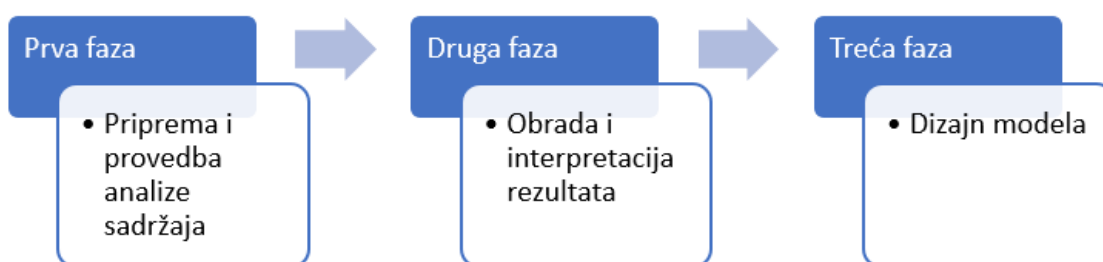 Prva faza
• Priprema i
provedba
analize
sadržaja
Druga faza
• Obrada i
interpretacija
rezultata
Treća faza
• Dizajn modela